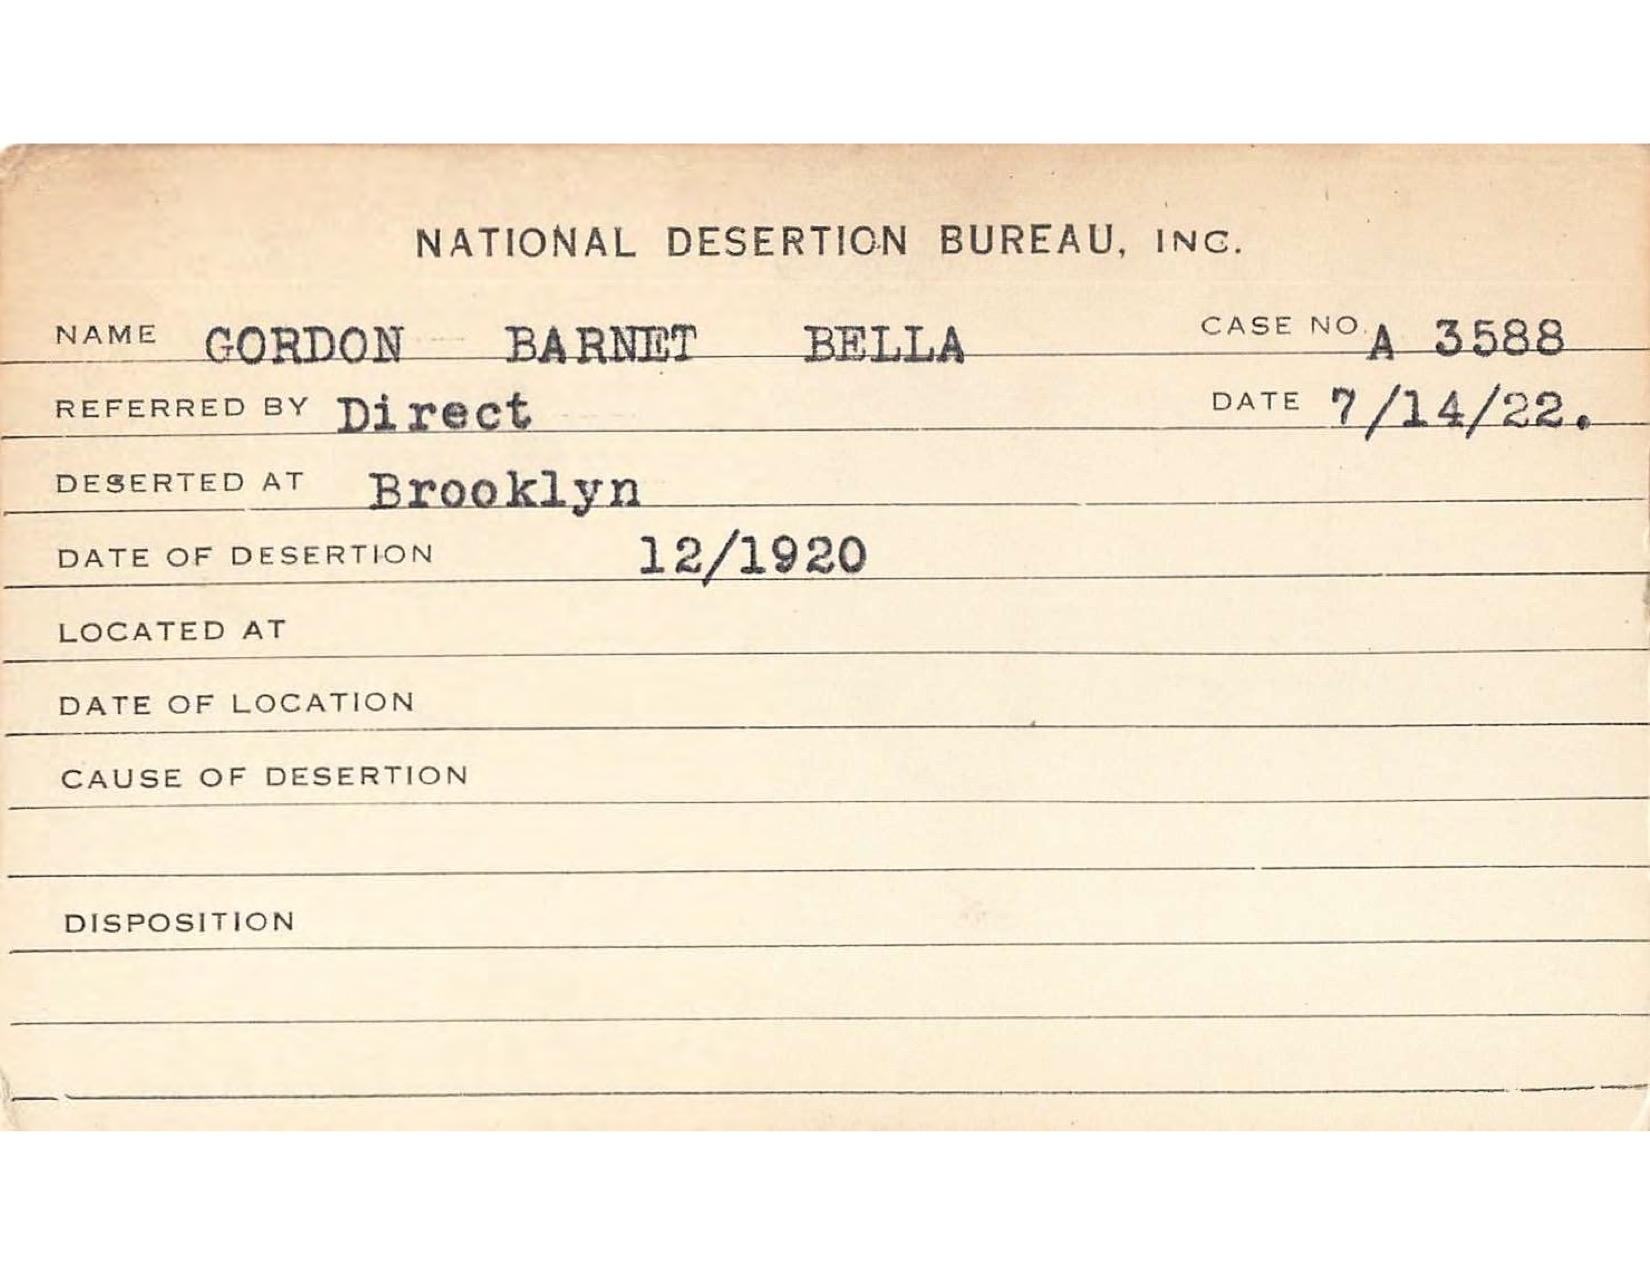 NATIONAL DESERTION BUREAU, INC.
NAME GORDON BARNET BELLA CASE NO. A 3588
REFERRED BY Direct DATE 7/14/22.
DESERTED AT Brooklyn
DATE OF DESERTION 12/1920
LOCATED AT
DATE OF LOCATION
CAUSE OF DESERTION
DISPOSITION